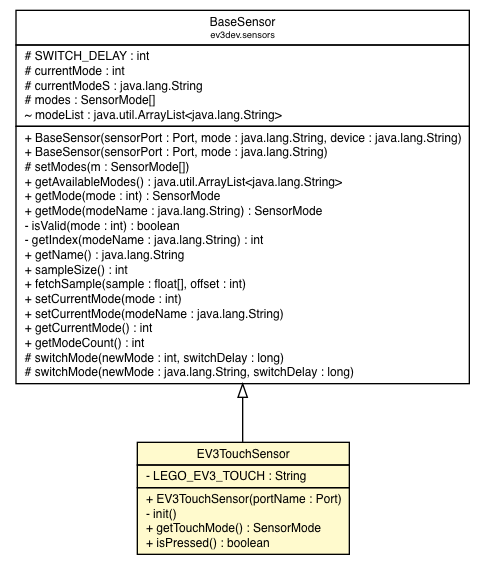 BaseSensor
ev3dev.sensors
# SWITCH_DELAY : int
# currentMode : int
# currentModeS : java.lang.String
# modes : SensorMode[]
~ modeList : java.util.ArrayList<java.lang.String>
+ BaseSensor(sensorPort : Port, mode : java.lang.String, device : java.lang.String)
+ BaseSensor(sensorPort : Port, mode : java.lang.String)
# setModes(m : SensorMode[])
+ getAvailableModes() : java.util.ArrayList<java.lang.String>
+ getMode(mode : int) : SensorMode
+ getMode(modeName : java.lang.String) : SensorMode
- isValid(mode : int) : boolean
- getIndex(modeName : java.lang.String) : int
+ getName() : java.lang.String
+ sampleSize() : int
+ fetchSample(sample : float[], offset : int)
+ setCurrentMode(mode : int)
+ setCurrentMode(modeName : java.lang.String)
+ getCurrentMode() : int
+ getModeCount() : int
# switchMode(newMode : int, switchDelay : long)
# switchMode(newMode : java.lang.String, switchDelay : long)
EV3TouchSensor
- LEGO_EV3_TOUCH : String
+ EV3TouchSensor(portName : Port)
- init()
+ getTouchMode() : SensorMode
+ isPressed() : boolean